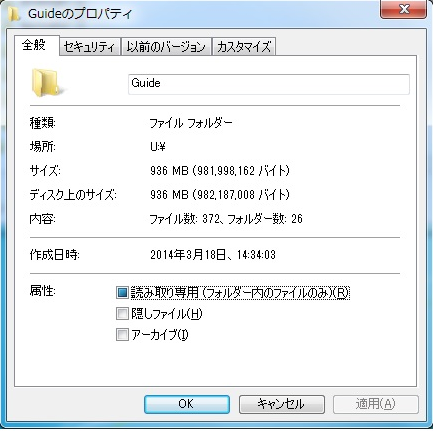 Guideのプロパティ
全般 セキュリティ 以前のバージョン カスタマイズ
Guide
種類: ファイル フォルダー
場所: U:¥
サイズ: 936 MB (981,998,162 バイト)
ディスク上のサイズ: 936 MB (982,187,008 バイト)
内容: ファイル数: 372、フォルダー数: 26
作成日時: 2014年3月18日、14:34:03
属性: 読み取り専用 (フォルダー内のファイルのみ)(R)
隠しファイル(H)
アーカイブ(I)
OK キャンセル 適用(A)